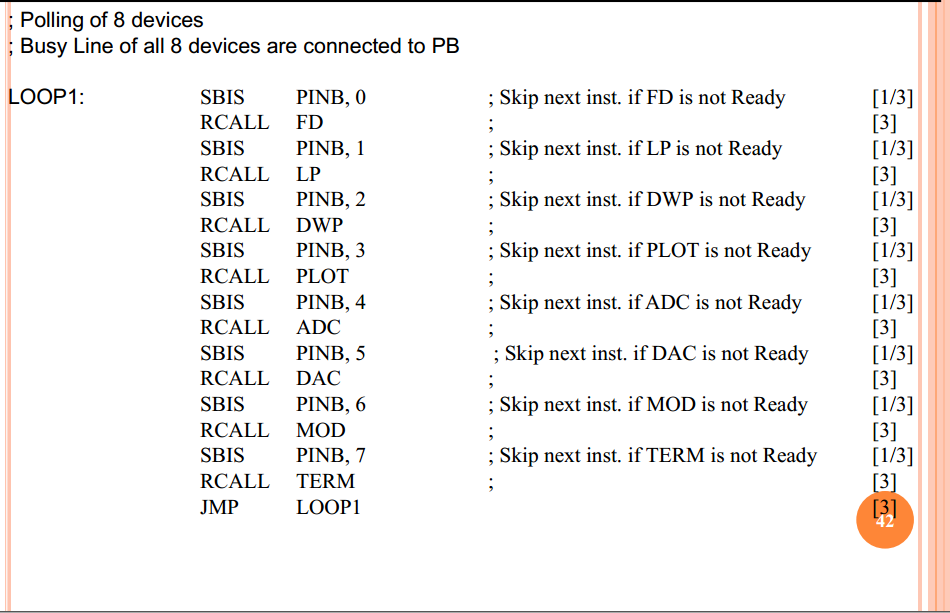 ; Polling of 8 devices
; Busy Line of all 8 devices are connected to PB
LOOP1: SBIS PINB, 0 ; Skip next inst. if FD is not Ready [1/3]
RCALL FD ; [3]
SBIS PINB, 1 ; Skip next inst. if LP is not Ready [1/3]
RCALL LP ; [3]
SBIS PINB, 2 ; Skip next inst. if DWP is not Ready [1/3]
RCALL DWP ; [3]
SBIS PINB, 3 ; Skip next inst. if PLOT is not Ready [1/3]
RCALL PLOT ; [3]
SBIS PINB, 4 ; Skip next inst. if ADC is not Ready [1/3]
RCALL ADC ; [3]
SBIS PINB, 5 ; Skip next inst. if DAC is not Ready [1/3]
RCALL DAC ; [3]
SBIS PINB, 6 ; Skip next inst. if MOD is not Ready [1/3]
RCALL MOD ; [3]
SBIS PINB, 7 ; Skip next inst. if TERM is not Ready [1/3]
RCALL TERM ; [3]
JMP LOOP1 [3]
42